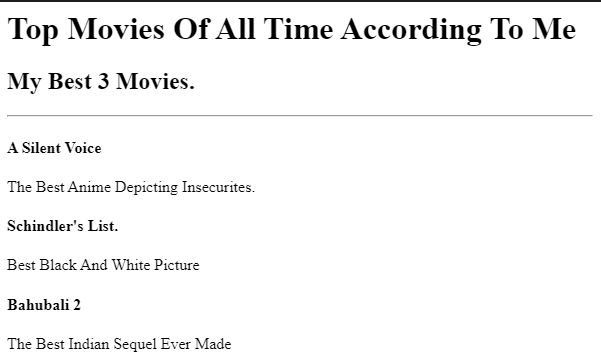 Top Movies Of All Time According To Me
My Best 3 Movies.
A Silent Voice
The Best Anime Depicting Insecurites.
Schindler's List.
Best Black And White Picture
Bahubali 2
The Best Indian Sequel Ever Made